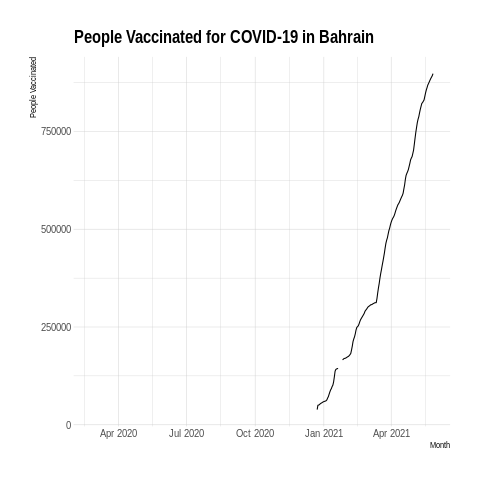 People Vaccinated for COVID-19 in Bahrain
People Vaccinated
750000
500000
250000
0
Apr 2020 Jul 2020 Oct 2020 Jan 2021 Apr 2021
Month